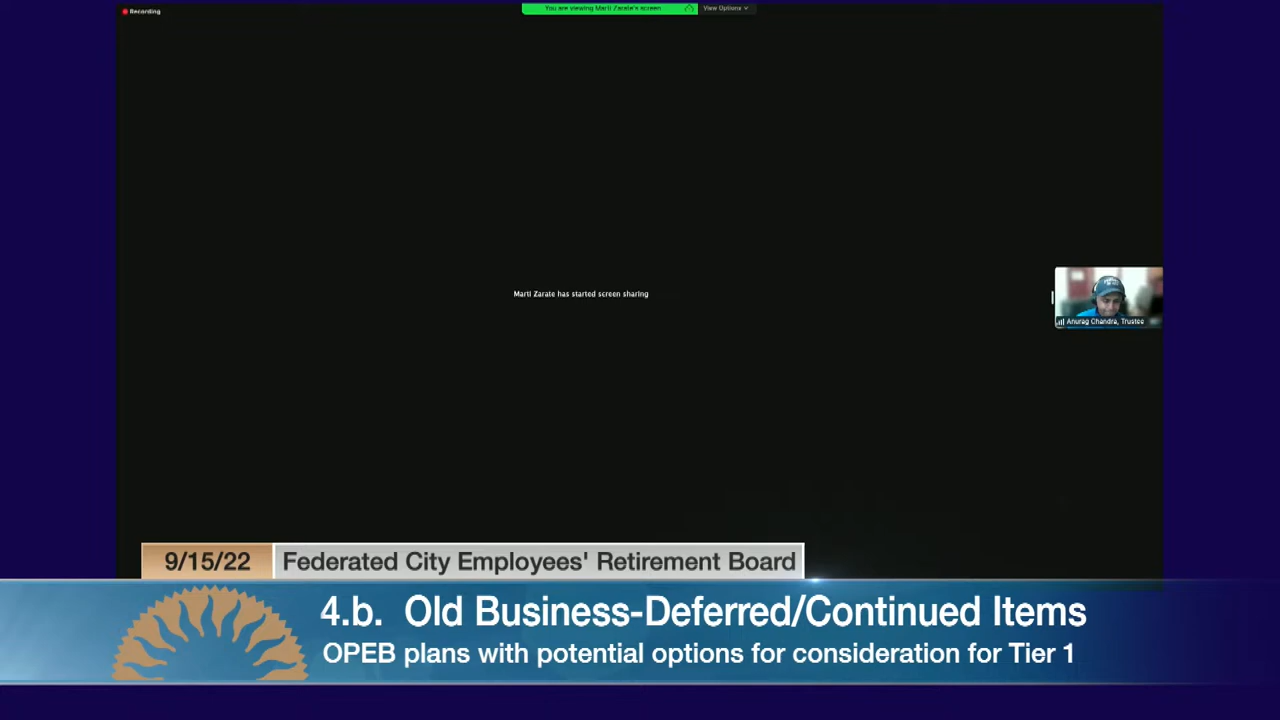 Recording
You are viewing Marti Zarate's screen
View Options
Marti Zarate has started screen sharing
Anurag Chandra, Trustee
9/15/22
Federated City Employees' Retirement Board
4.b. Old Business-Deferred/Continued Items
OPEB plans with potential options for consideration for Tier 1